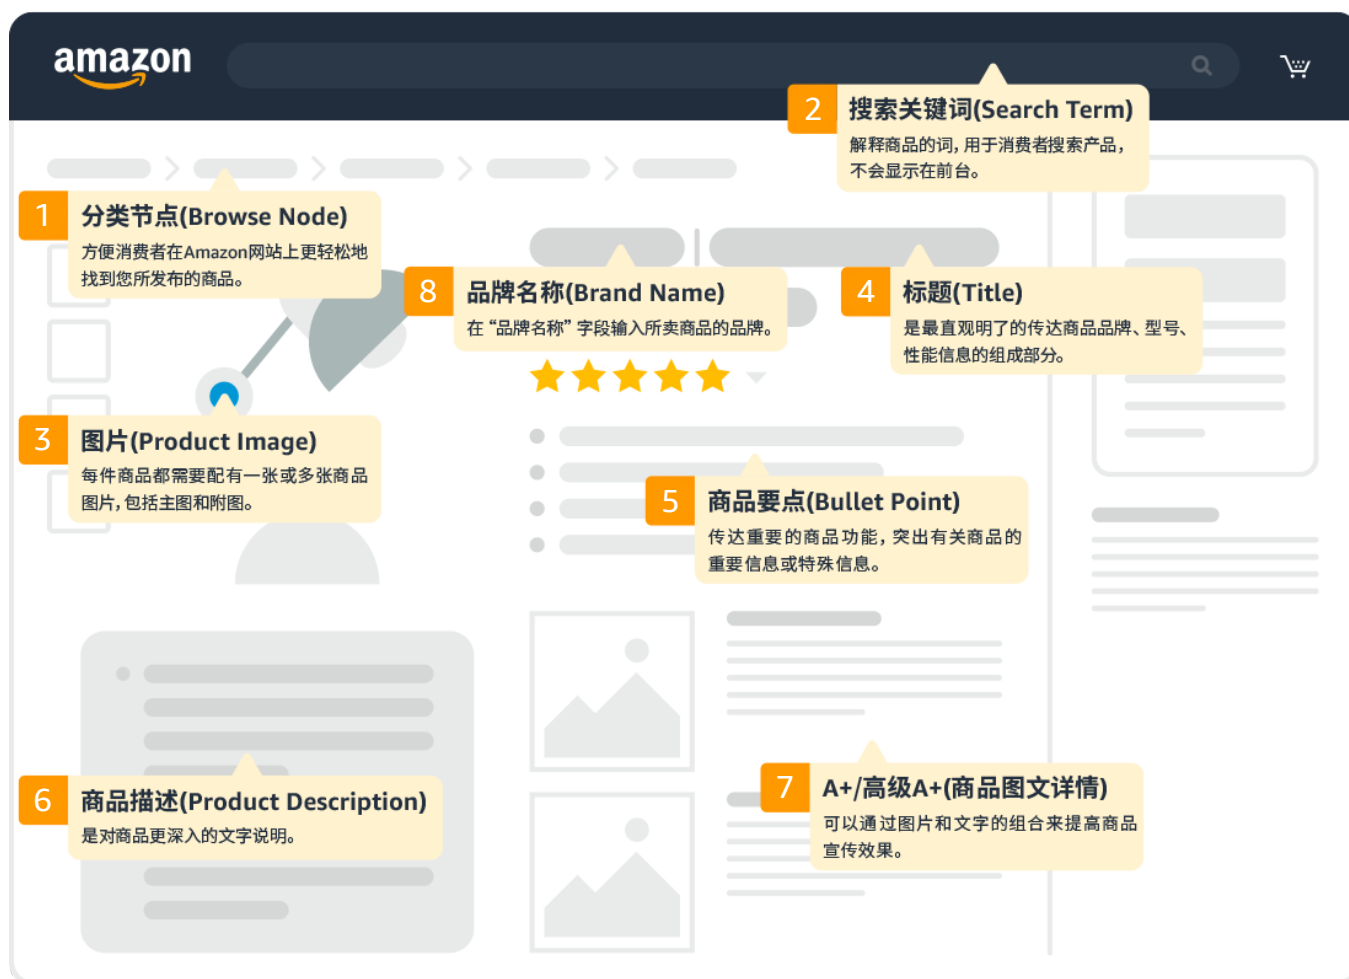 amazon
2
搜索关键词(Search Term)
解释商品的词，用于消费者搜索产品，
不会显示在前台。
1
分类节点(Browse Node)
方便消费者在Amazon网站上更轻松地
找到您所发布的商品。
8
品牌名称(Brand Name)
在“品牌名称”字段输入所卖商品的品牌。
4
标题(Title)
是最直观明了的传达商品品牌、型号、
性能信息的组成部分。
3
图片(Product Image)
每件商品都需要配有一张或多张商品
图片，包括主图和附图。
5
商品要点(Bullet Point)
传达重要的商品功能，突出有关商品的
重要信息或特殊信息。
6
商品描述(Product Description)
是对商品更深入的文字说明。
7
A+/高级A+(商品图文详情)
可以通过图片和文字的组合来提高商品
宣传效果。